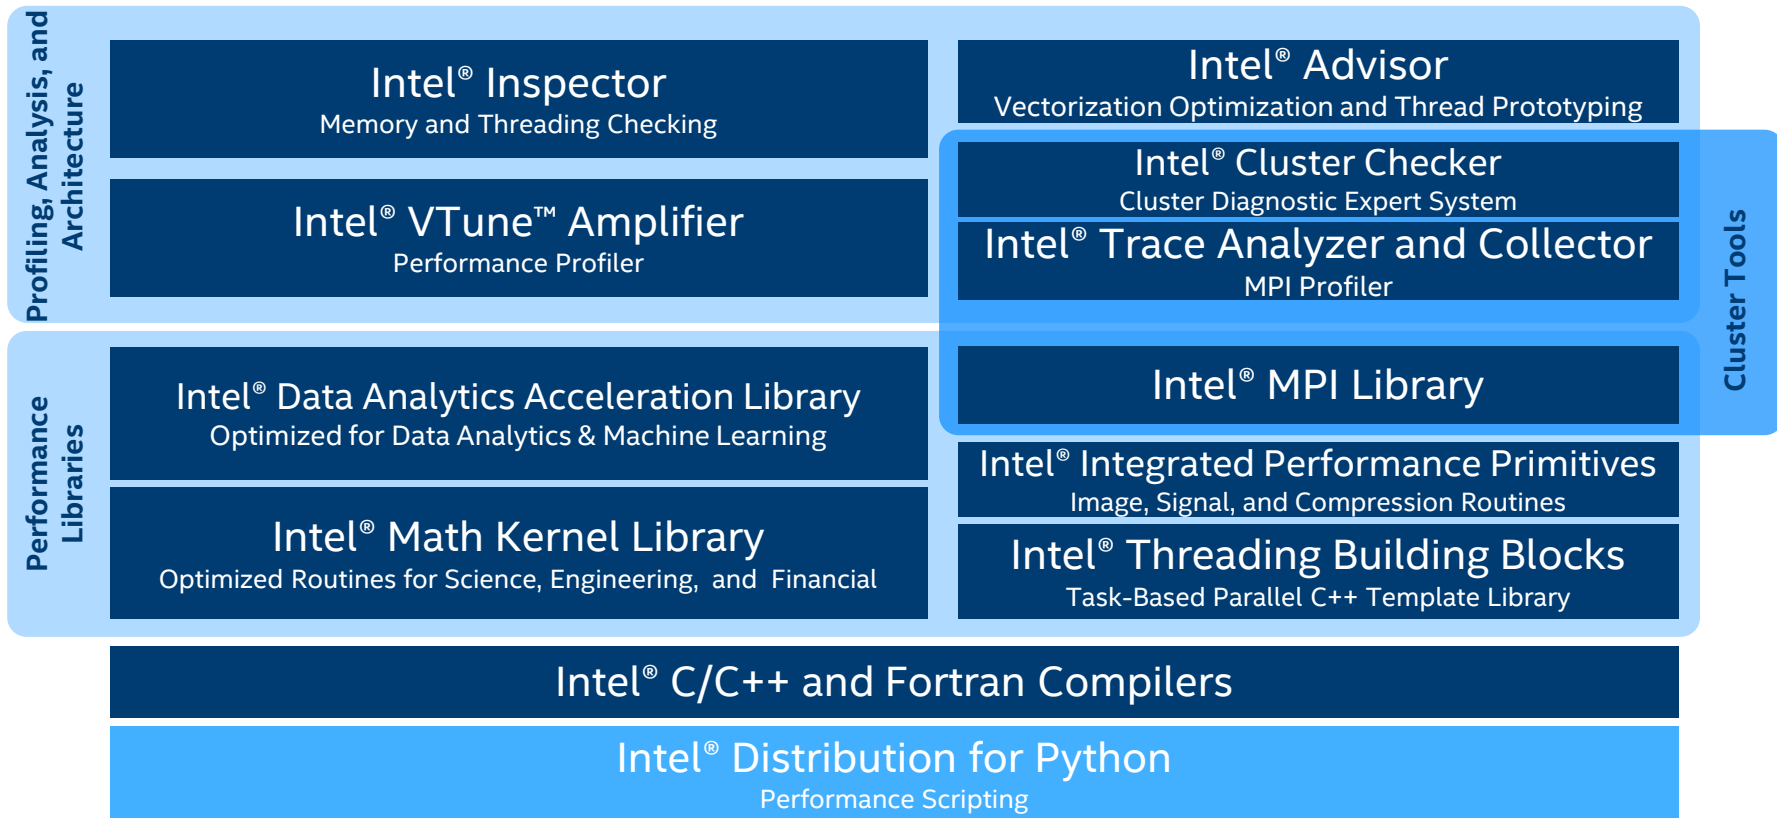 Profiling, Analysis, and
Architecture
Intel® Inspector
Memory and Threading Checking
Intel® VTune™ Amplifier
Performance Profiler
Intel® Advisor
Vectorization Optimization and Thread Prototyping
Intel® Cluster Checker
Cluster Diagnostic Expert System
Intel® Trace Analyzer and Collector
MPI Profiler
Cluster Tools
Performance
Libraries
Intel® Data Analytics Acceleration Library
Optimized for Data Analytics & Machine Learning
Intel® Math Kernel Library
Optimized Routines for Science, Engineering, and Financial
Intel® MPI Library
Intel® Integrated Performance Primitives
Image, Signal, and Compression Routines
Intel® Threading Building Blocks
Task-Based Parallel C++ Template Library
Intel® C/C++ and Fortran Compilers
Intel® Distribution for Python
Performance Scripting